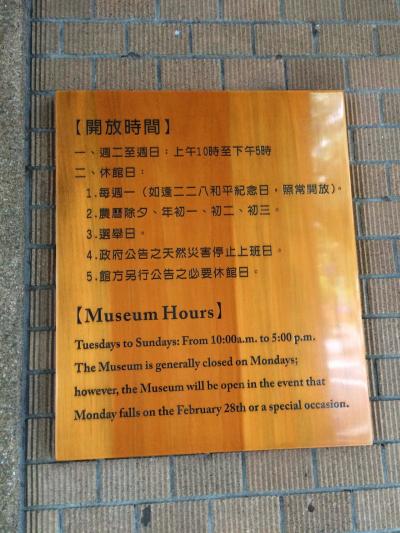 【開放時間】
一、週二至週日：上午10時至下午5時
二、休館日：
1.每週一（如逢二二八和平紀念日，照常開放）。
2.農曆除夕、年初一、初二、初三。
3.選舉日。
4.政府公告之天然災害停止上班日。
5.館方另行公告之必要休館日。
【Museum Hours】
Tuesdays to Sundays: From 10:00a.m. to 5:00 p.m.
The Museum is generally closed on Mondays;
however, the Museum will be open in the event that
Monday falls on the February 28th or a special occasion.